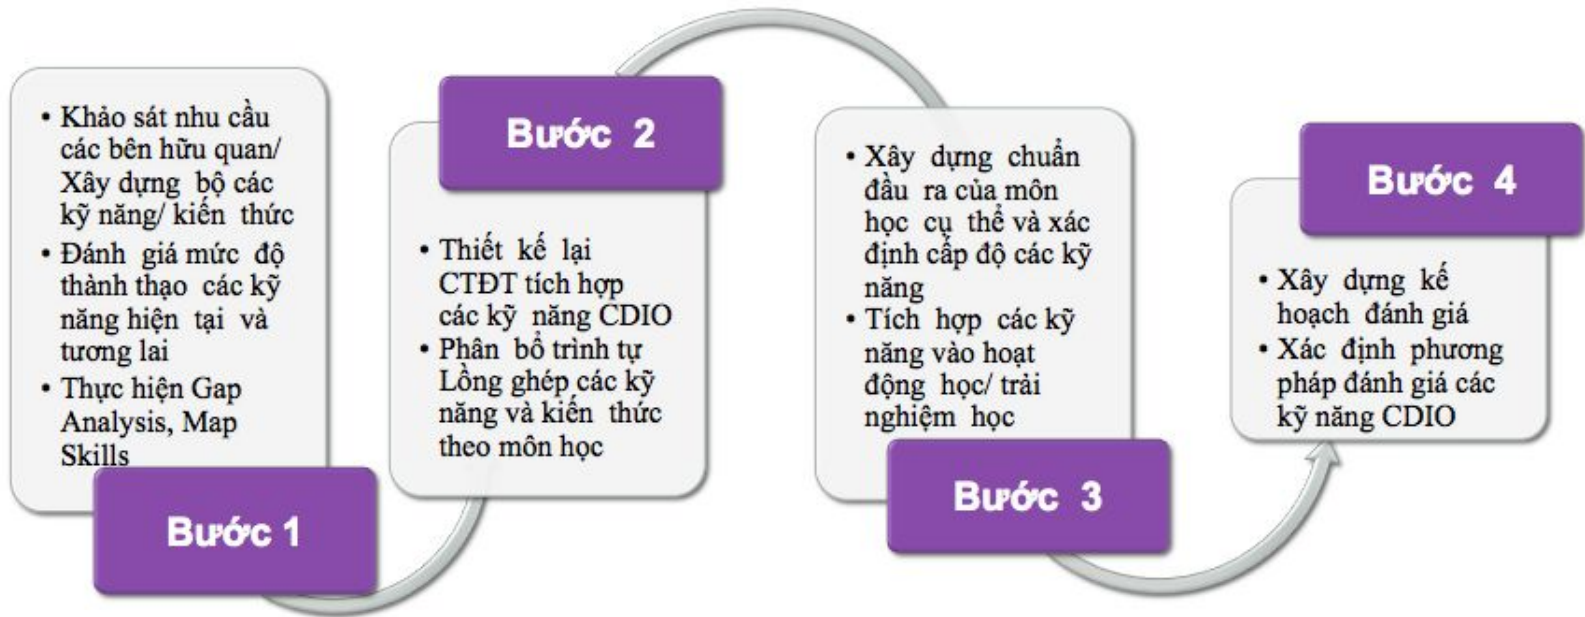 • Khảo sát nhu cầu
các bên hữu quan/
Xây dựng bộ các
kỹ năng/ kiến thức
• Đánh giá mức độ
thành thạo các kỹ
năng hiện tại và
tương lai
• Thực hiện Gap
Analysis, Map
Skills
Bước 1
Bước 2
• Thiết kế lại
CTĐT tích hợp
các kỹ năng CDIO
• Phân bổ trình tự
Lồng ghép các kỹ
năng và kiến thức
theo môn học
• Xây dựng chuẩn
đầu ra của môn
học cụ thể và xác
định cấp độ các kỹ
năng
• Tích hợp các kỹ
năng vào hoạt
động học/ trải
nghiệm học
Bước 3
Bước 4
• Xây dựng kế
hoạch đánh giá
• Xác định phương
pháp đánh giá các
kỹ năng CDIO